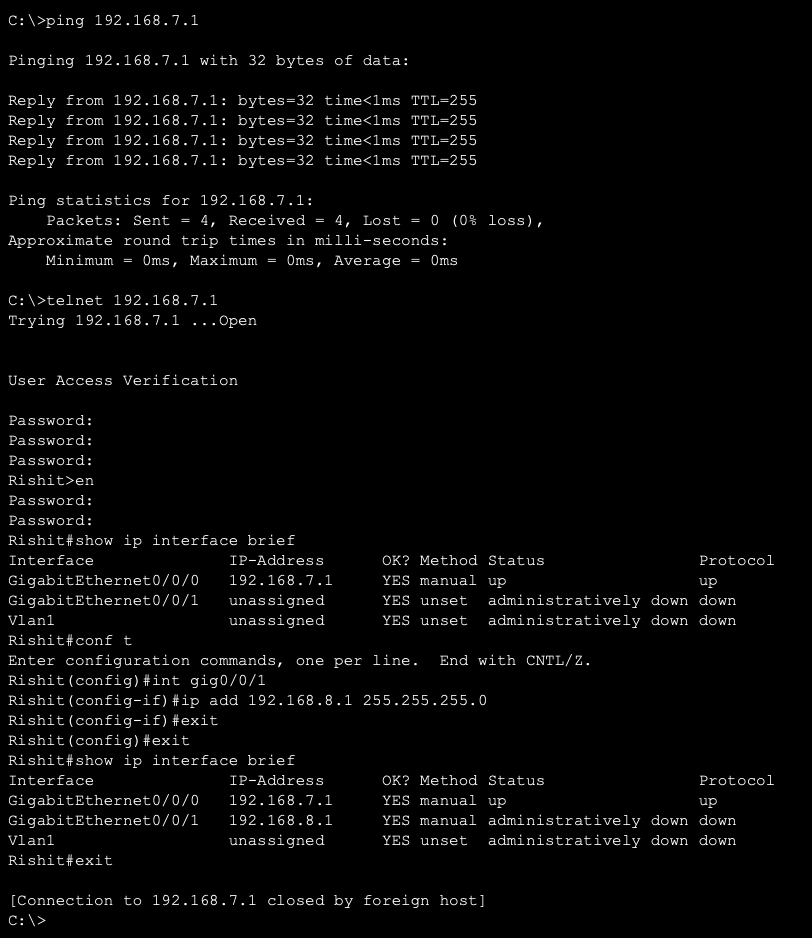 C:\>ping 192.168.7.1
Pinging 192.168.7.1 with 32 bytes of data:
Reply from 192.168.7.1: bytes=32 time<1ms TTL=255
Reply from 192.168.7.1: bytes=32 time<1ms TTL=255
Reply from 192.168.7.1: bytes=32 time<1ms TTL=255
Reply from 192.168.7.1: bytes=32 time<1ms TTL=255
Ping statistics for 192.168.7.1:
    Packets: Sent = 4, Received = 4, Lost = 0 (0% loss),
Approximate round trip times in milli-seconds:
    Minimum = 0ms, Maximum = 0ms, Average = 0ms
C:\>telnet 192.168.7.1
Trying 192.168.7.1 ...Open
User Access Verification
Password:
Password:
Password:
Rishit>en
Password:
Password:
Rishit#show ip interface brief
Interface              IP-Address      OK? Method Status                Protocol
GigabitEthernet0/0/0   192.168.7.1     YES manual up                    up
GigabitEthernet0/0/1   unassigned      YES unset  administratively down down
Vlan1                  unassigned      YES unset  administratively down down
Rishit#conf t
Enter configuration commands, one per line.  End with CNTL/Z.
Rishit(config)#int gig0/0/1
Rishit(config-if)#ip add 192.168.8.1 255.255.255.0
Rishit(config-if)#exit
Rishit(config)#exit
Rishit#show ip interface brief
Interface              IP-Address      OK? Method Status                Protocol
GigabitEthernet0/0/0   192.168.7.1     YES manual up                    up
GigabitEthernet0/0/1   192.168.8.1     YES manual administratively down down
Vlan1                  unassigned      YES unset  administratively down down
Rishit#exit
[Connection to 192.168.7.1 closed by foreign host]
C:\>